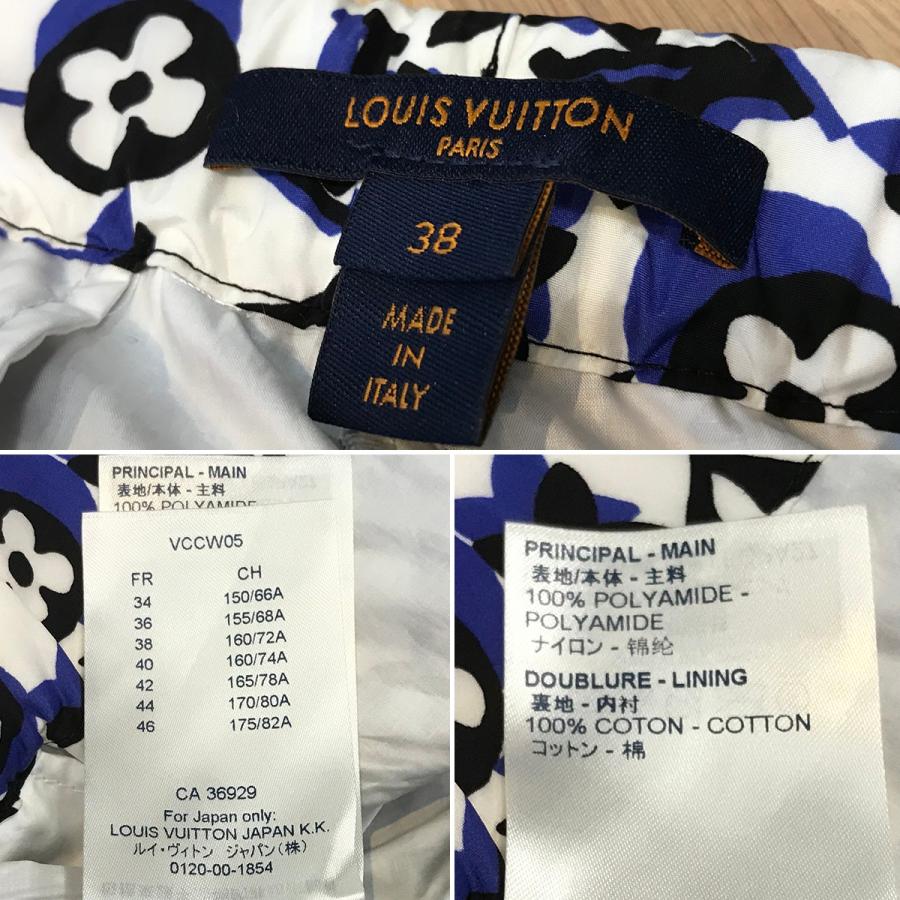 LOUIS VUITTON
PARIS
38
MADE
IN
ITALY
PRINCIPAL - MAIN
表地/本体 - 主料
100% POLYAMIDE
VCCW05
FR CH
34 150/66A
36 155/68A
38 160/72A
40 160/74A
42 165/78A
44 170/80A
46 175/82A
CA 36929
For Japan only:
LOUIS VUITTON JAPAN K.K.
ルイ・ヴィトン ジャパン(株)
0120-00-1854
PRINCIPAL - MAIN
表地/本体 - 主料
100% POLYAMIDE -
POLYAMIDE
ナイロン - 锦纶
DOUBLURE - LINING
裏地 - 内衬
100% COTON - COTTON
コットン - 棉